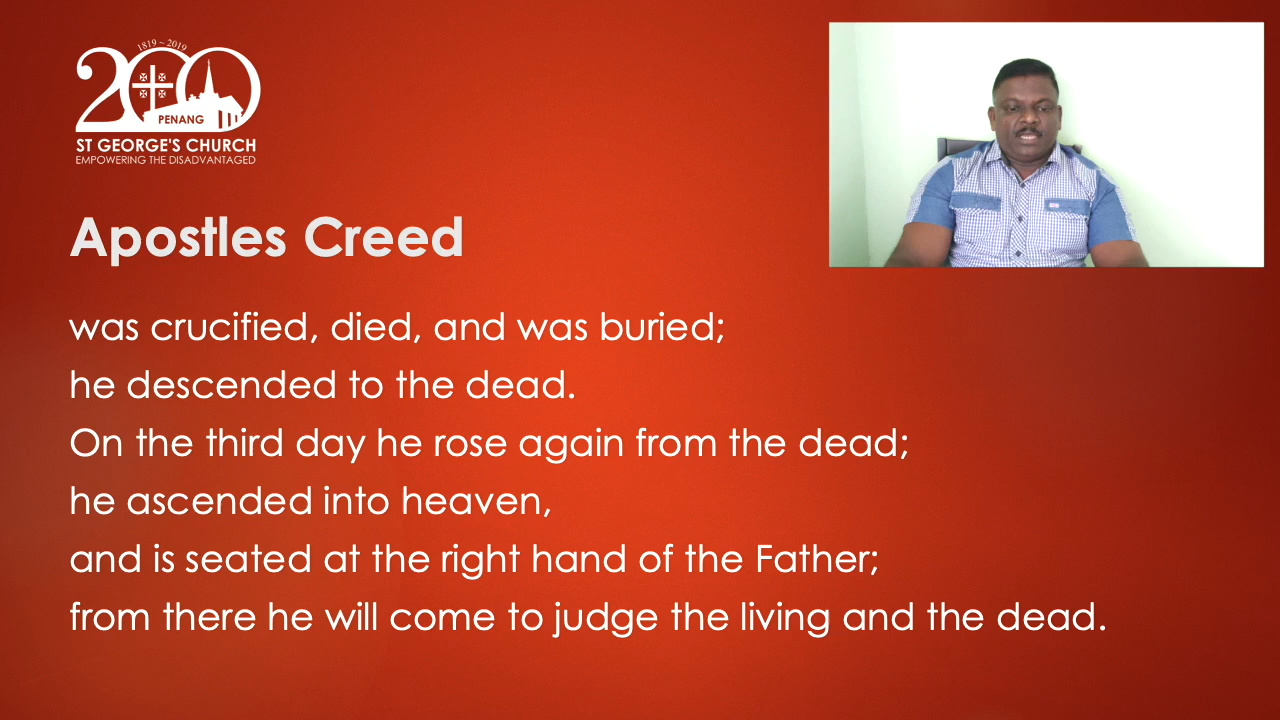 1819 ~ 2019
200
PENANG
ST GEORGE'S CHURCH
EMPOWERING THE DISADVANTAGED
Apostles Creed
was crucified, died, and was buried;
he descended to the dead.
On the third day he rose again from the dead;
he ascended into heaven,
and is seated at the right hand of the Father;
from there he will come to judge the living and the dead.